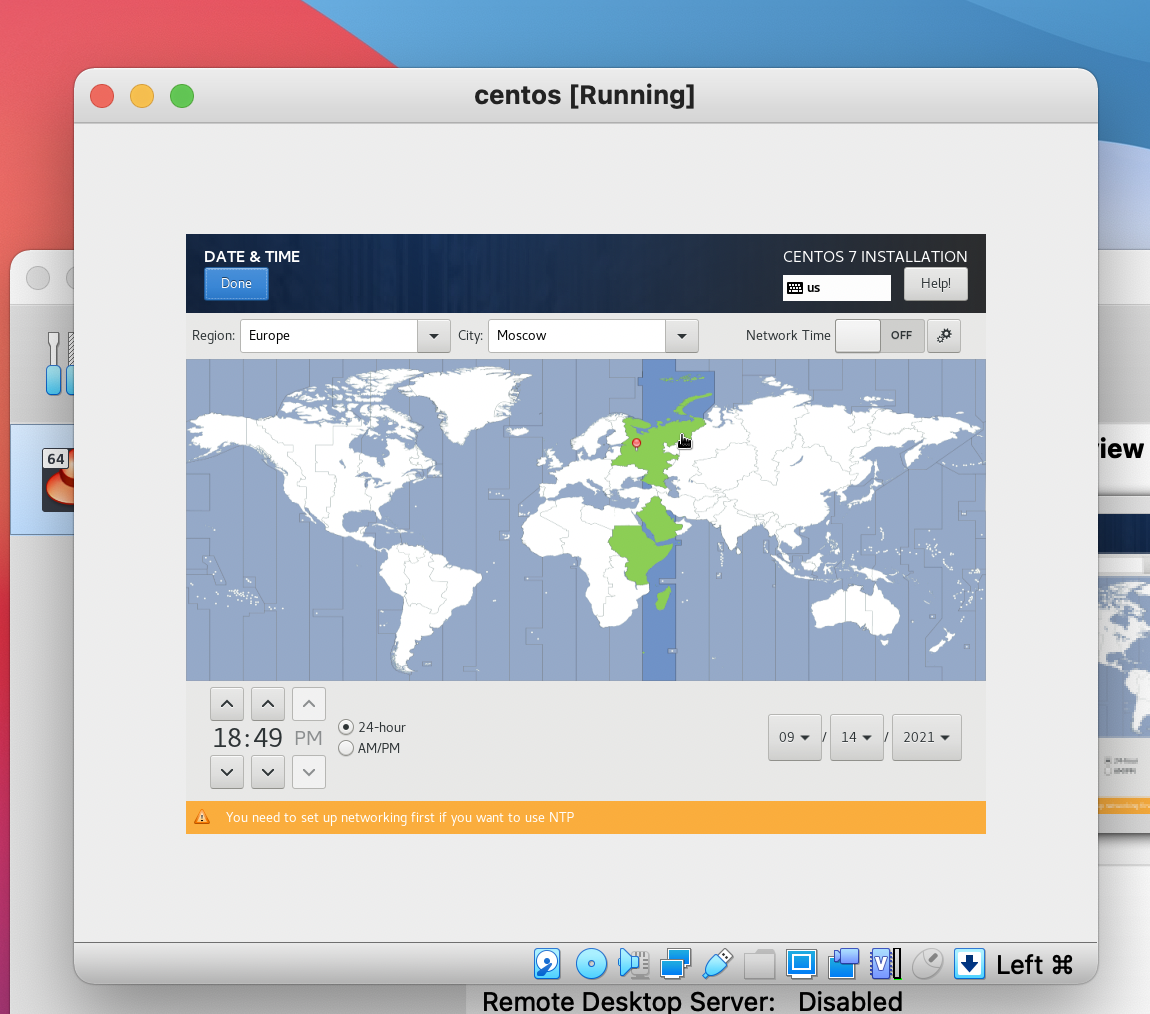 centos [Running]
DATE & TIME
CENTOS 7 INSTALLATION
Done
us
Help!
Region: Europe City: Moscow Network Time OFF
64
iew
18:49 PM
24-hour
AM/PM
09 / 14 / 2021
You need to set up networking first if you want to use NTP
V
Left ⌘
Remote Desktop Server: Disabled